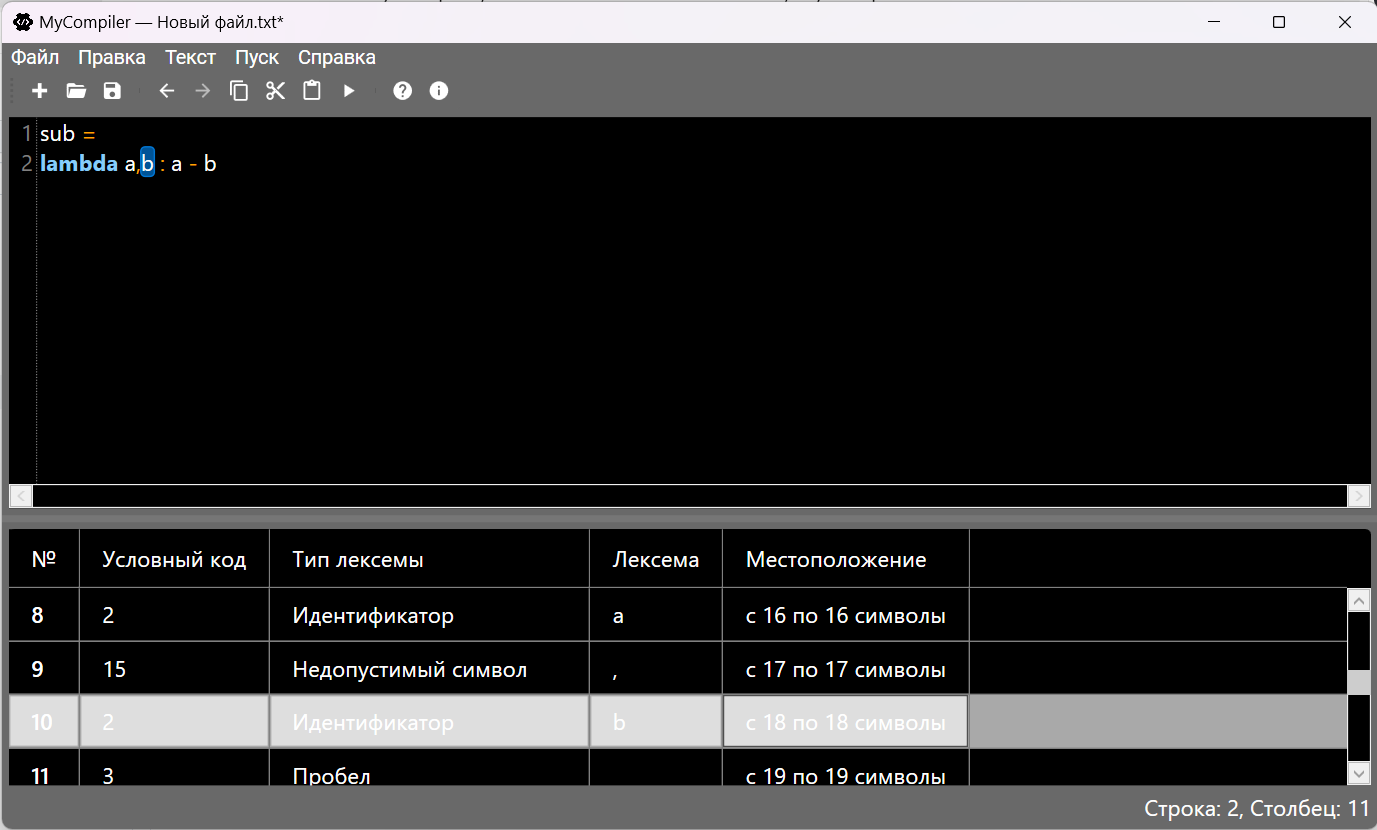 MyCompiler — Новый файл.txt*
Файл Правка Текст Пуск Справка
1 sub =
2 lambda a,b : a - b
№ Условный код Тип лексемы Лексема Местоположение
8 2 Идентификатор a с 16 по 16 символы
9 15 Недопустимый символ , с 17 по 17 символы
10 2 Идентификатор b с 18 по 18 символы
11 3 Пробел с 19 по 19 символы
Строка: 2, Столбец: 11